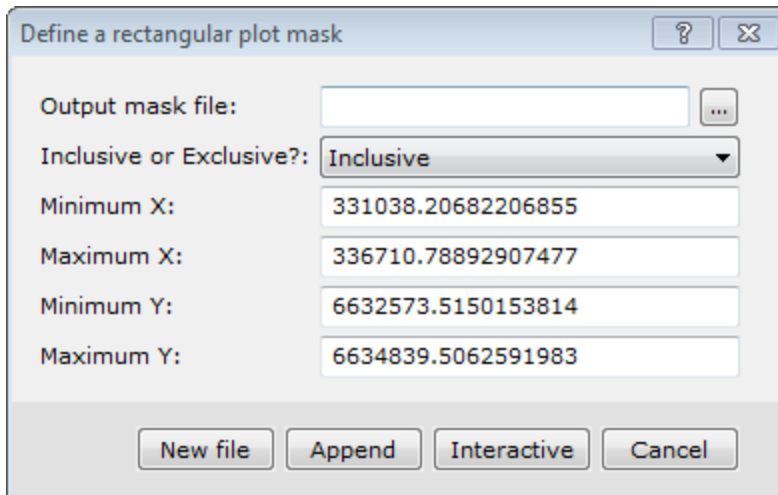 Define a rectangular plot mask
Output mask file: ...
Inclusive or Exclusive?: Inclusive
Minimum X: 331038.20682206855
Maximum X: 336710.78892907477
Minimum Y: 6632573.5150153814
Maximum Y: 6634839.5062591983
New file Append Interactive Cancel